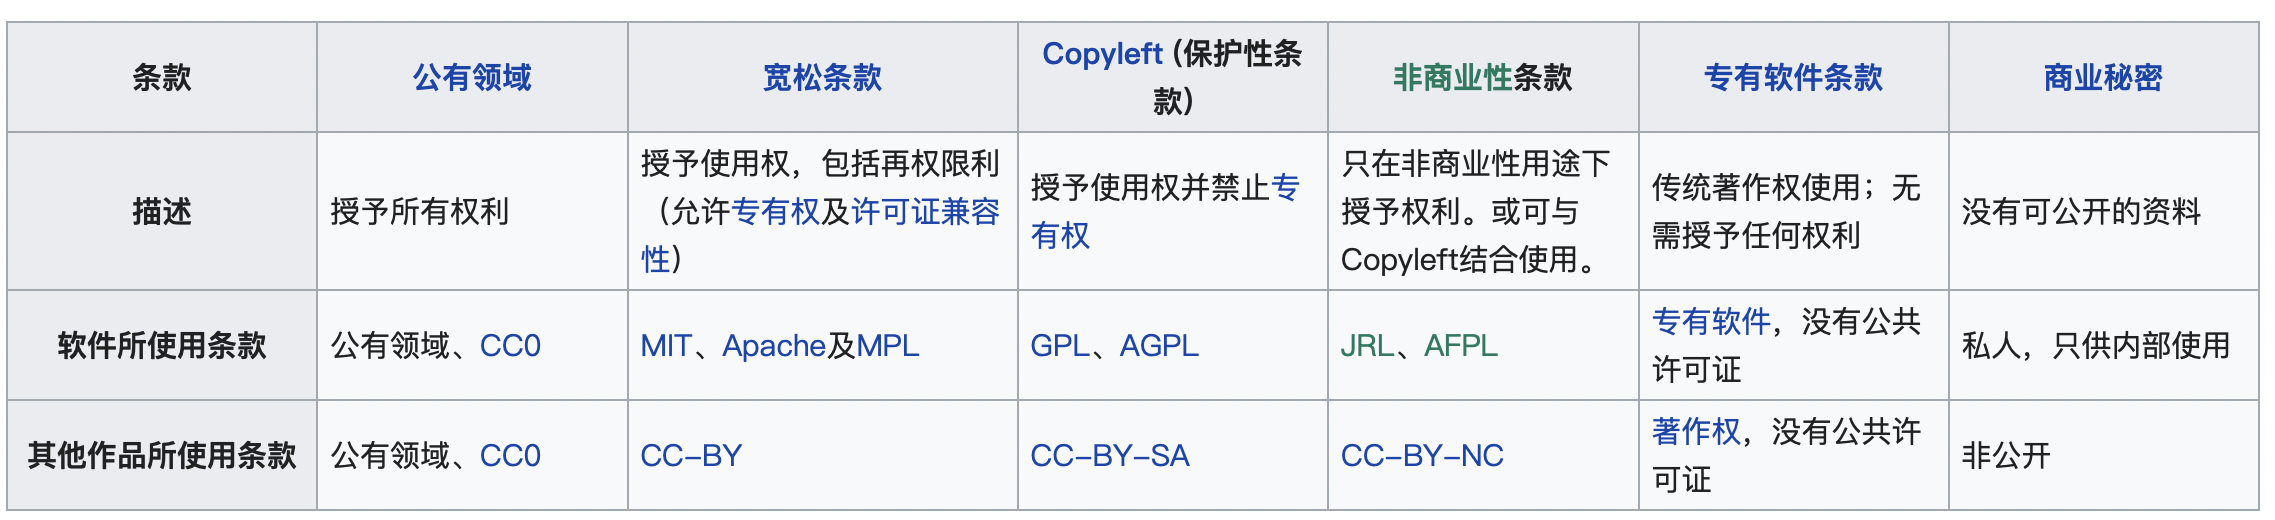 条款
公有领域
宽松条款
Copyleft (保护性条
款)
非商业性条款
专有软件条款
商业秘密
描述
授予所有权利
授予使用权，包括再权限利
（允许专有权及许可证兼容
性）
授予使用权并禁止专
有权
只在非商业性用途下
授予权利。或可与
Copyleft结合使用。
传统著作权使用；无
需授予任何权利
没有可公开的资料
软件所使用条款
公有领域、CC0
MIT、Apache及MPL
GPL、AGPL
JRL、AFPL
专有软件，没有公共
许可证
私人，只供内部使用
其他作品所使用条款
公有领域、CC0
CC-BY
CC-BY-SA
CC-BY-NC
著作权，没有公共许
可证
非公开